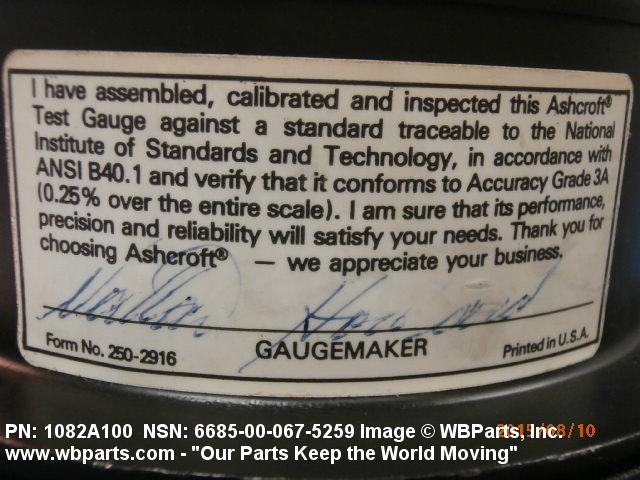 I have assembled, calibrated and inspected this Ashcroft®
Test Gauge against a standard traceable to the National
Institute of Standards and Technology, in accordance with
ANSI B40.1 and verify that it conforms to Accuracy Grade 3A
(0.25% over the entire scale). I am sure that its performance,
precision and reliability will satisfy your needs. Thank you for
choosing Ashcroft® — we appreciate your business.
Form No. 250-2916 GAUGEMAKER Printed in U.S.A.
PN: 1082A100 NSN: 6685-00-067-5259 Image © WBParts, Inc.
www.wbparts.com - "Our Parts Keep the World Moving"